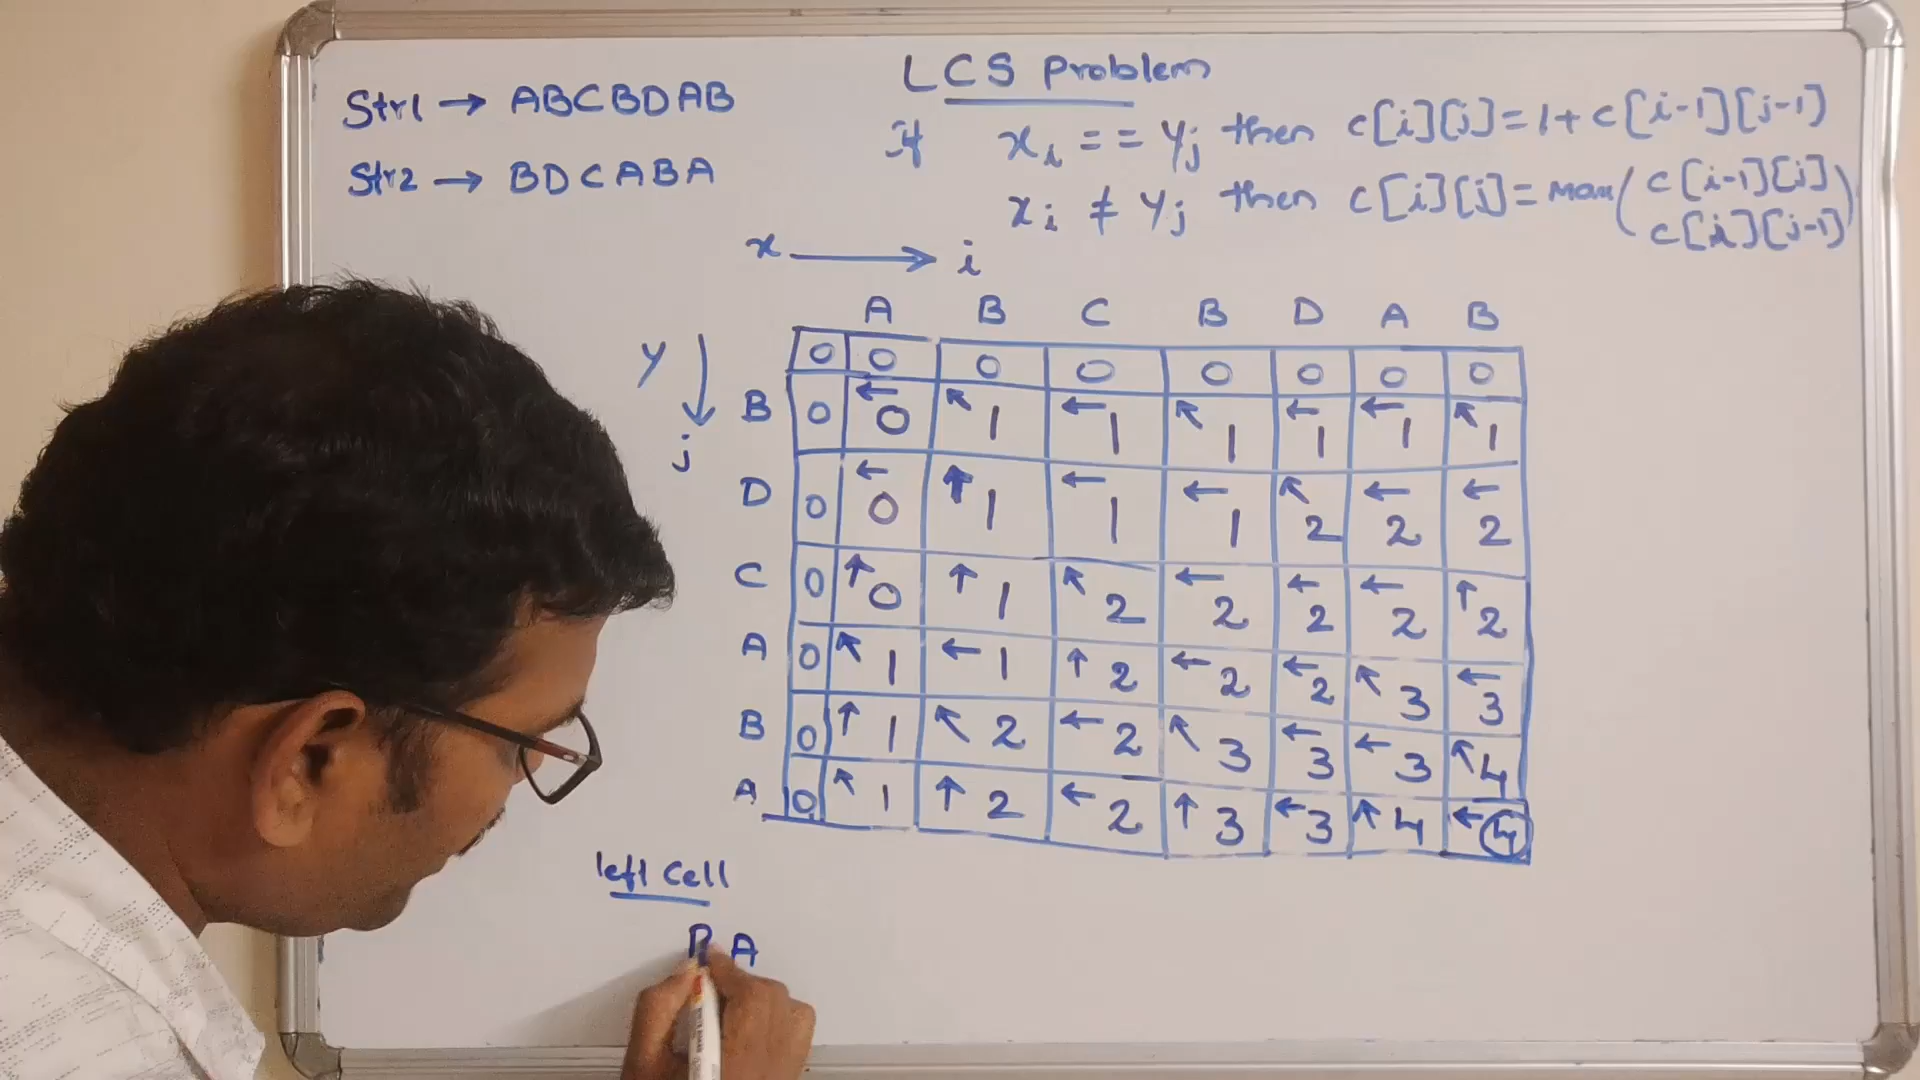 LCS Problem
Str1 → ABCBDAB
Str2 → BDCABA
If xi == yj then c[i][j]=1+c[i-1][j-1]
xi ≠ yj then c[i][j]=max(c[i-1][j]
c[i][j-1])
x → i
y ↓ j
A B C B D A B
0 0 0 0 0 0 0 0
B 0 ← 0 ↖ 1 ← 1 ↖ 1 ← 1 ← 1 ↖ 1
D 0 ← 0 ↑ 1 ← 1 ← 1 ↖ 2 ← 2 ← 2
C 0 ↑ 0 ↑ 1 ↖ 2 ← 2 ← 2 ← 2 ↑ 2
A 0 ↖ 1 ← 1 ↑ 2 ← 2 ← 2 ↖ 3 ← 3
B 0 ↑ 1 ↖ 2 ← 2 ↖ 3 ← 3 ← 3 ↖ 4
A 0 ↖ 1 ↑ 2 ← 2 ↑ 3 ← 3 ↖ 4 ← 4
left cell
A